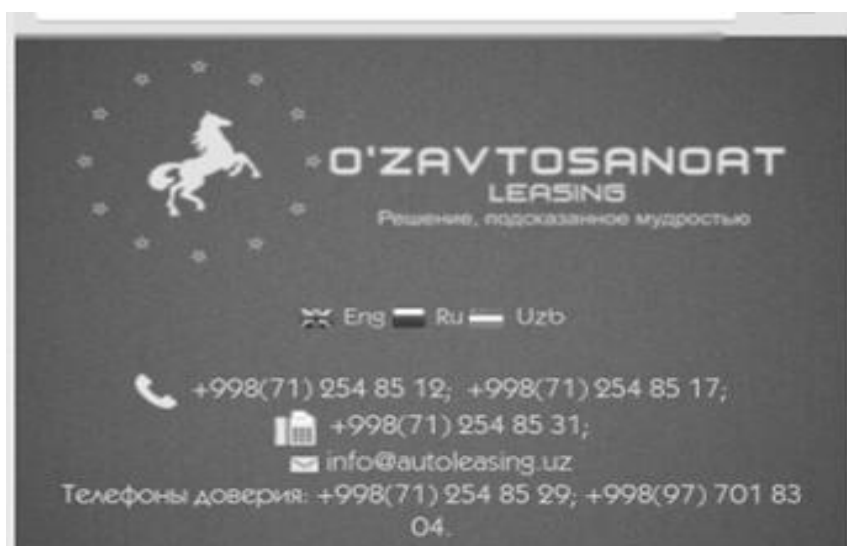 O'ZAVTOSANOAT
LEASING
Решение, подсказанное мудростью
Eng Ru Uzb
+998(71) 254 85 12; +998(71) 254 85 17;
+998(71) 254 85 31;
info@autoleasing.uz
Телефоны доверия: +998(71) 254 85 29; +998(97) 701 83
04.